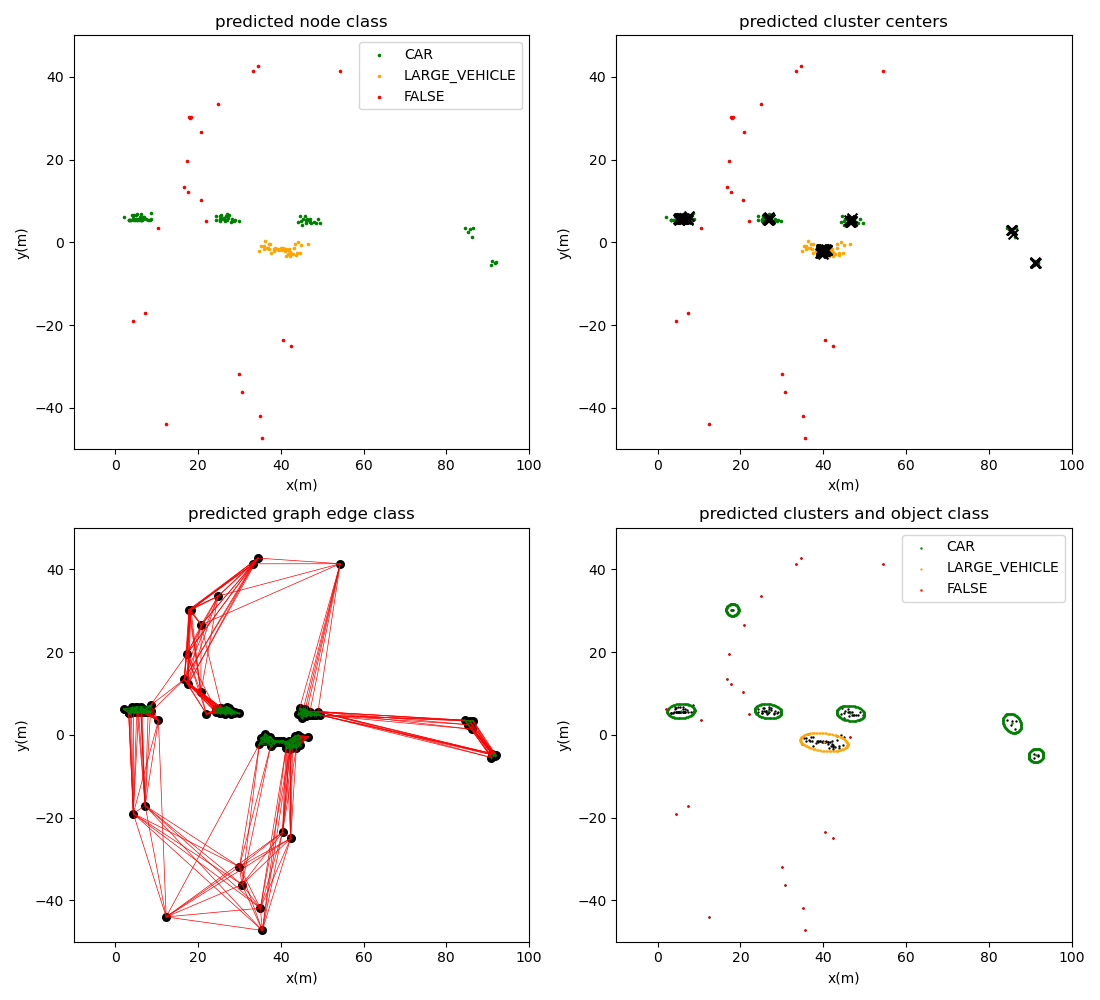 predicted node class
CAR
LARGE_VEHICLE
FALSE
y(m)
40
20
0
−20
−40
0 20 40 60 80 100
x(m)
predicted cluster centers
y(m)
40
20
0
−20
−40
0 20 40 60 80 100
x(m)
predicted graph edge class
y(m)
40
20
0
−20
−40
0 20 40 60 80 100
x(m)
predicted clusters and object class
CAR
LARGE_VEHICLE
FALSE
y(m)
40
20
0
−20
−40
0 20 40 60 80 100
x(m)